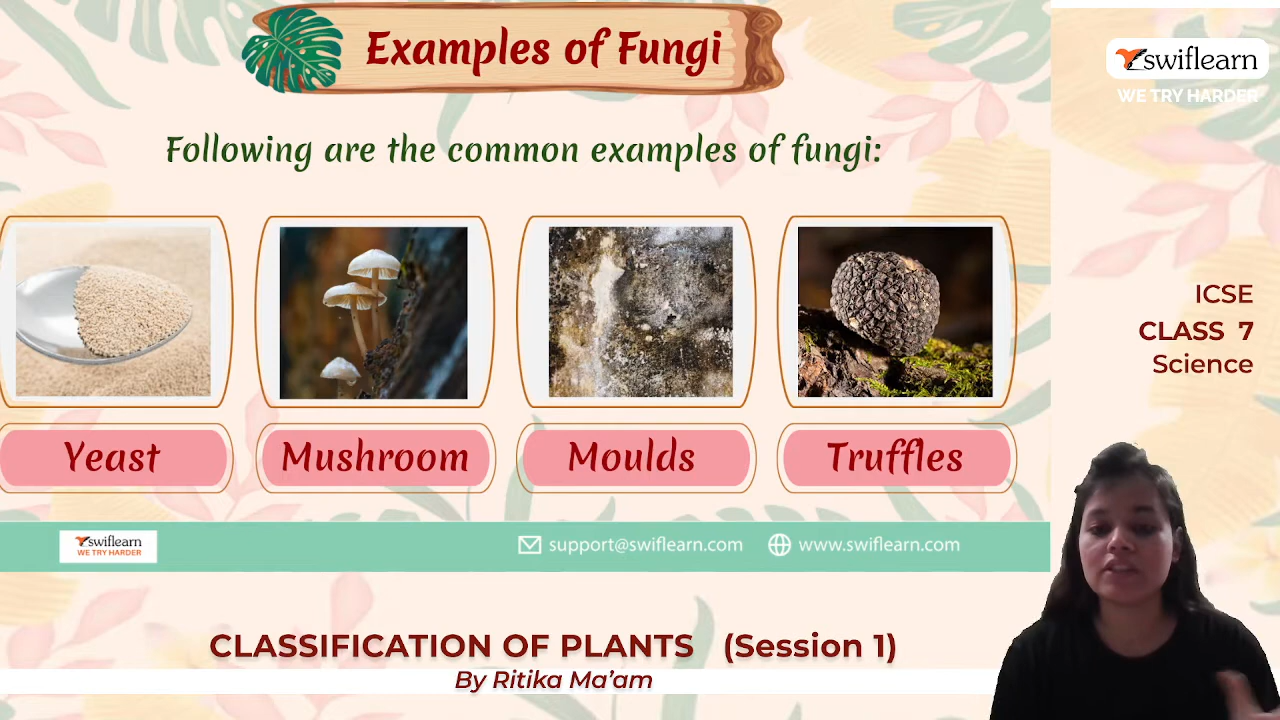 Examples of Fungi
swiflearn
WE TRY HARDER
Following are the common examples of fungi:
ICSE
CLASS 7
Science
Yeast
Mushroom
Moulds
Truffles
swiflearn
WE TRY HARDER
support@swiflearn.com
www.swiflearn.com
CLASSIFICATION OF PLANTS (Session 1)
By Ritika Ma'am